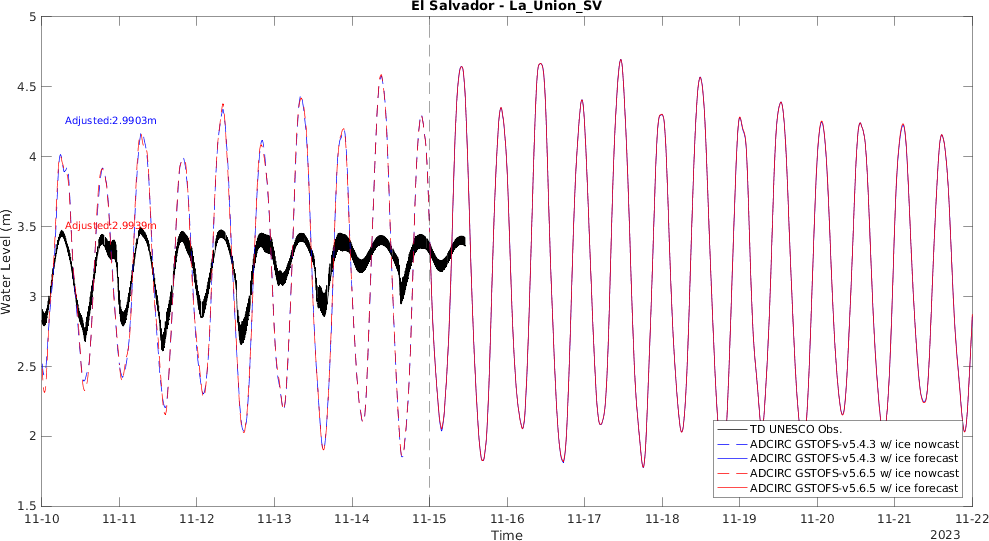 El Salvador - La_Union_SV
5
4.5
4
3.5
3
2.5
2
1.5
Water Level (m)
Adjusted:2.9903m
Adjusted:2.9939m
TD UNESCO Obs.
ADCIRC GSTOFS-v5.4.3 w/ ice nowcast
ADCIRC GSTOFS-v5.4.3 w/ ice forecast
ADCIRC GSTOFS-v5.6.5 w/ ice nowcast
ADCIRC GSTOFS-v5.6.5 w/ ice forecast
11-10 11-11 11-12 11-13 11-14 11-15 11-16 11-17 11-18 11-19 11-20 11-21 11-22
Time
2023